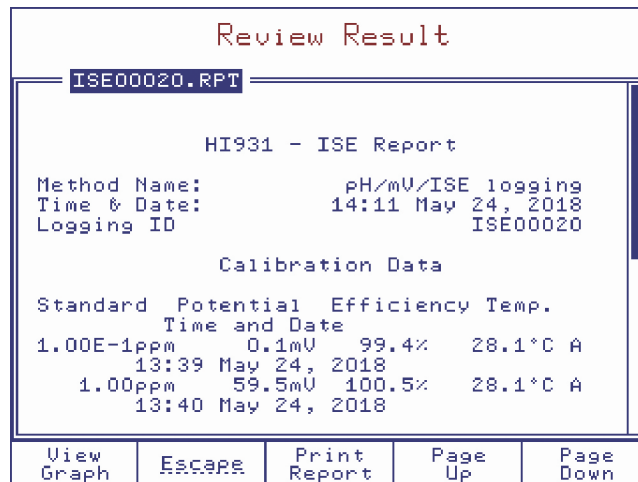 Review Result
ISE00020.RPT
HI931 - ISE Report
Method Name: pH/mV/ISE logging
Time & Date: 14:11 May 24, 2018
Logging ID ISE00020
Calibration Data
Standard Potential Efficiency Temp.
Time and Date
1.00E-1ppm 0.1mV 99.4% 28.1°C A
13:39 May 24, 2018
1.00ppm 59.5mV 100.5% 28.1°C A
13:40 May 24, 2018
View Graph
Escape
Print Report
Page Up
Page Down